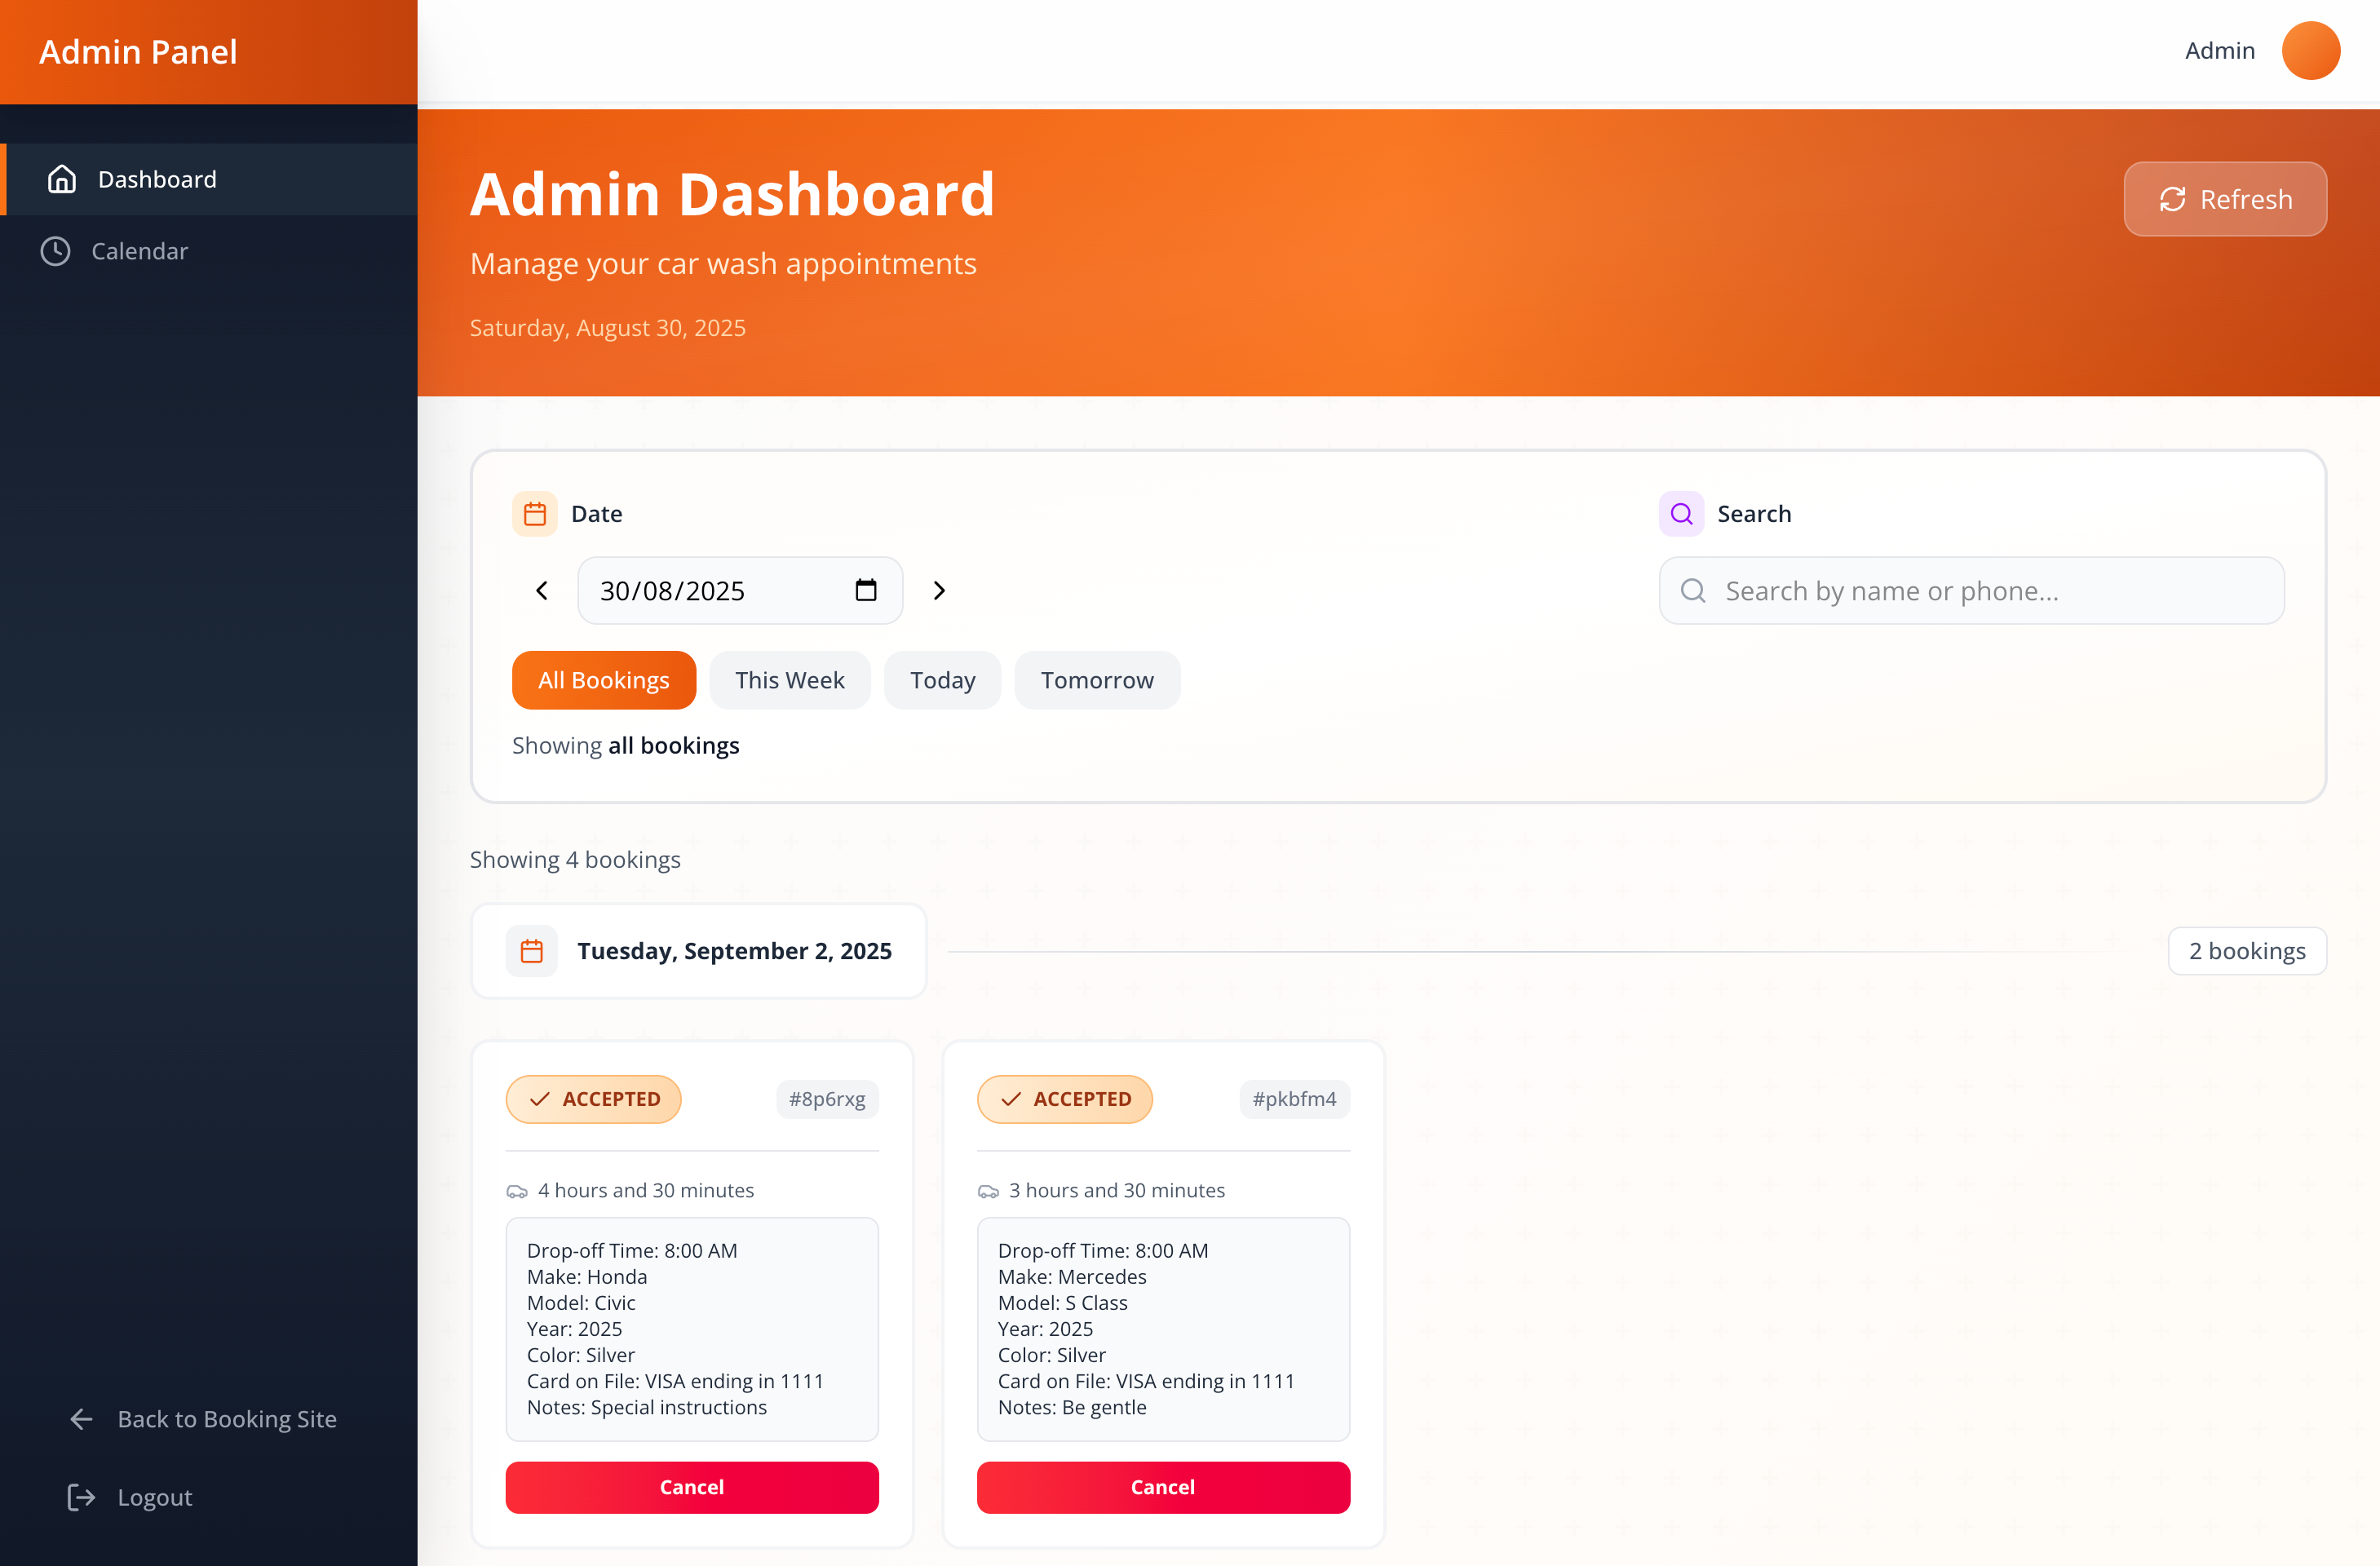 Admin Panel
Admin
Dashboard
Calendar
Admin Dashboard
Refresh
Manage your car wash appointments
Saturday, August 30, 2025
Date
Search
30/08/2025
Search by name or phone...
All Bookings
This Week
Today
Tomorrow
Showing all bookings
Showing 4 bookings
Tuesday, September 2, 2025
2 bookings
ACCEPTED
#8p6rxg
4 hours and 30 minutes
Drop-off Time: 8:00 AM
Make: Honda
Model: Civic
Year: 2025
Color: Silver
Card on File: VISA ending in 1111
Notes: Special instructions
Cancel
ACCEPTED
#pkbfm4
3 hours and 30 minutes
Drop-off Time: 8:00 AM
Make: Mercedes
Model: S Class
Year: 2025
Color: Silver
Card on File: VISA ending in 1111
Notes: Be gentle
Cancel
Back to Booking Site
Logout